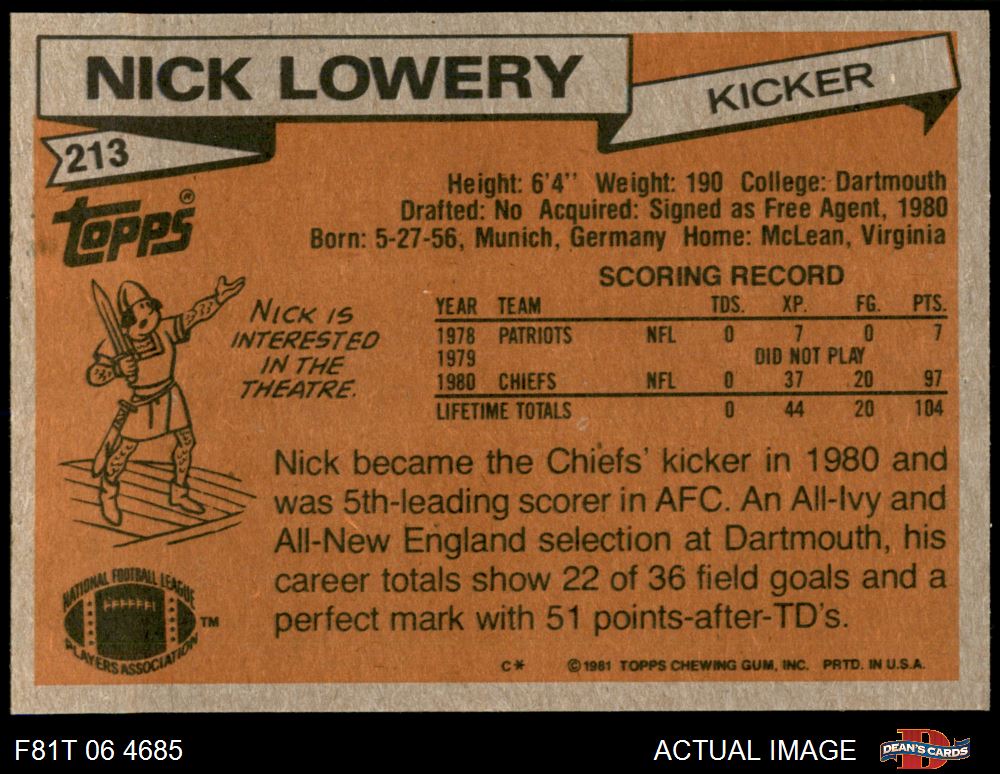 NICK LOWERY
KICKER
213
TOPPS®
Height: 6'4'' Weight: 190 College: Dartmouth
Drafted: No Acquired: Signed as Free Agent, 1980
Born: 5-27-56, Munich, Germany Home: McLean, Virginia
SCORING RECORD
YEAR TEAM TDS. XP. FG. PTS.
1978 PATRIOTS NFL 0 7 0 7
1979 DID NOT PLAY
1980 CHIEFS NFL 0 37 20 97
LIFETIME TOTALS 0 44 20 104
NICK IS
INTERESTED
IN THE
THEATRE.
Nick became the Chiefs' kicker in 1980 and
was 5th-leading scorer in AFC. An All-Ivy and
All-New England selection at Dartmouth, his
career totals show 22 of 36 field goals and a
perfect mark with 51 points-after-TD's.
NATIONAL FOOTBALL LEAGUE
PLAYERS ASSOCIATION
TM
C* ©1981 TOPPS CHEWING GUM, INC. PRTD. IN U.S.A.
F81T 06 4685
ACTUAL IMAGE
DEAN'S CARDS